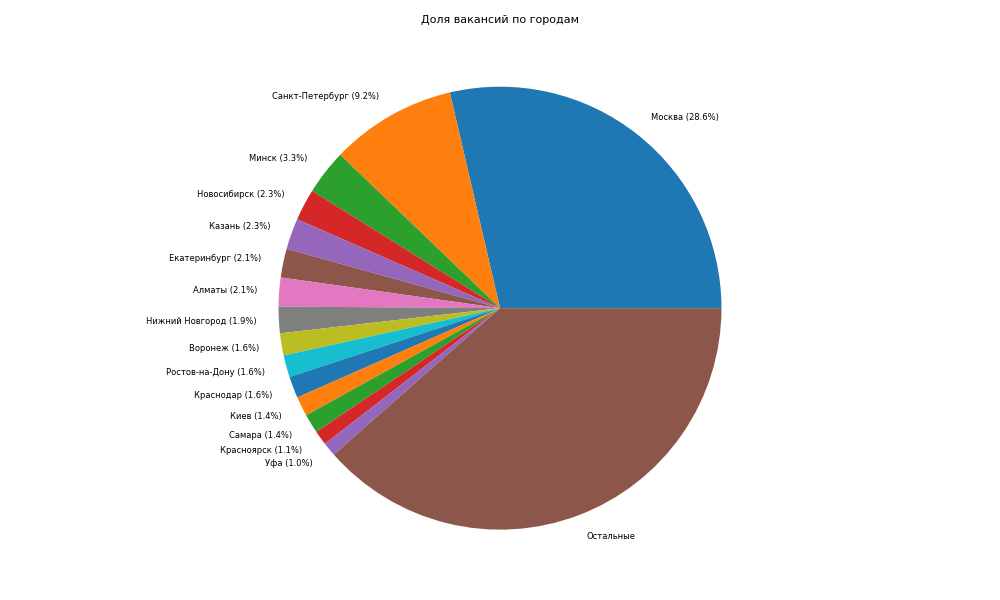 Доля вакансий по городам
Санкт-Петербург (9.2%)
Москва (28.6%)
Минск (3.3%)
Новосибирск (2.3%)
Казань (2.3%)
Екатеринбург (2.1%)
Алматы (2.1%)
Нижний Новгород (1.9%)
Воронеж (1.6%)
Ростов-на-Дону (1.6%)
Краснодар (1.6%)
Киев (1.4%)
Самара (1.4%)
Красноярск (1.1%)
Уфа (1.0%)
Остальные